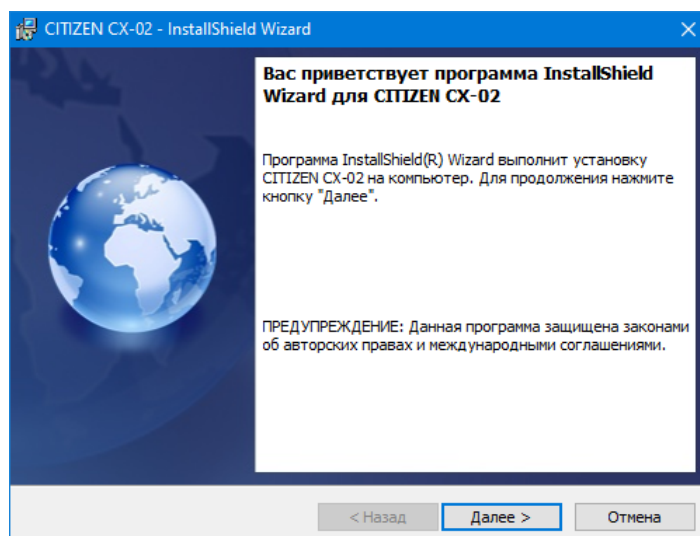 CITIZEN CX-02 - InstallShield Wizard
Вас приветствует программа InstallShield
Wizard для CITIZEN CX-02
Программа InstallShield(R) Wizard выполнит установку
CITIZEN CX-02 на компьютер. Для продолжения нажмите
кнопку "Далее".
ПРЕДУПРЕЖДЕНИЕ: Данная программа защищена законами
об авторских правах и международными соглашениями.
< Назад Далее > Отмена